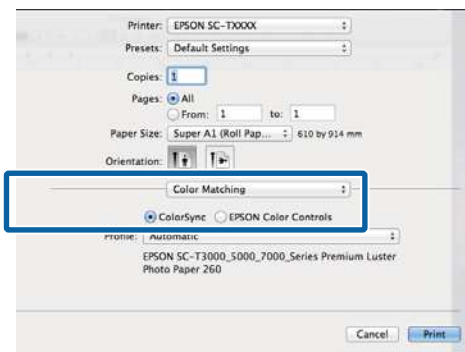 Printer: EPSON SC-TXXXX
Presets: Default Settings
Copies: 1
Pages: All
From: 1 to: 1
Paper Size: Super A1 (Roll Pap... 610 by 914 mm
Orientation:
Color Matching
ColorSync EPSON Color Controls
Profile: Automatic
EPSON SC-T3000_5000_7000_Series Premium Luster
Photo Paper 260
Cancel Print